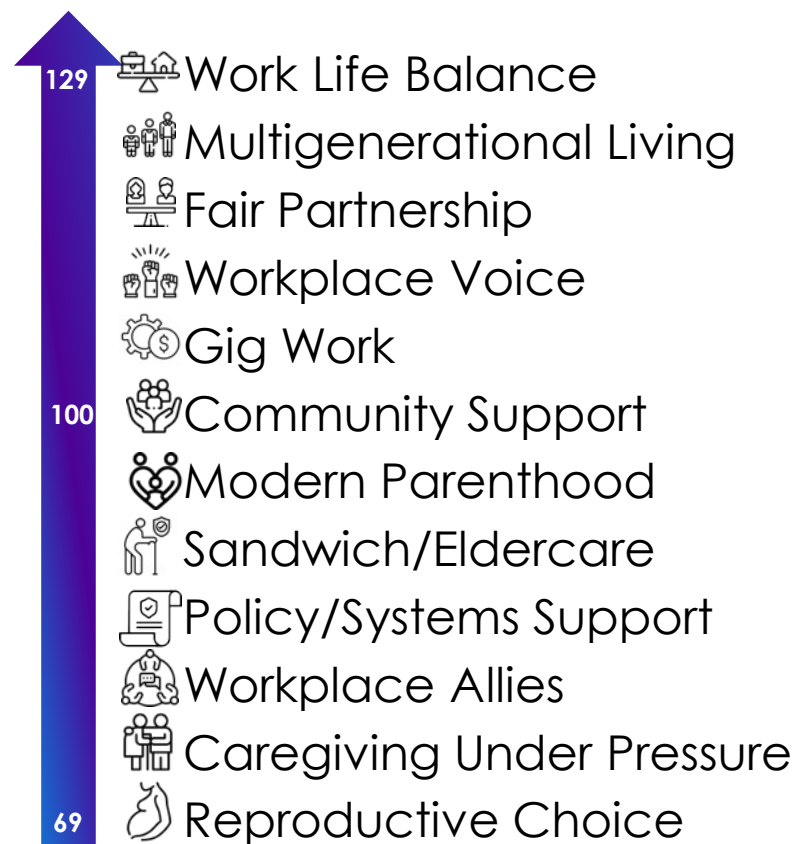 129 Work Life Balance
Multigenerational Living
Fair Partnership
Workplace Voice
Gig Work
100 Community Support
Modern Parenthood
Sandwich/Eldercare
Policy/Systems Support
Workplace Allies
Caregiving Under Pressure
69 Reproductive Choice